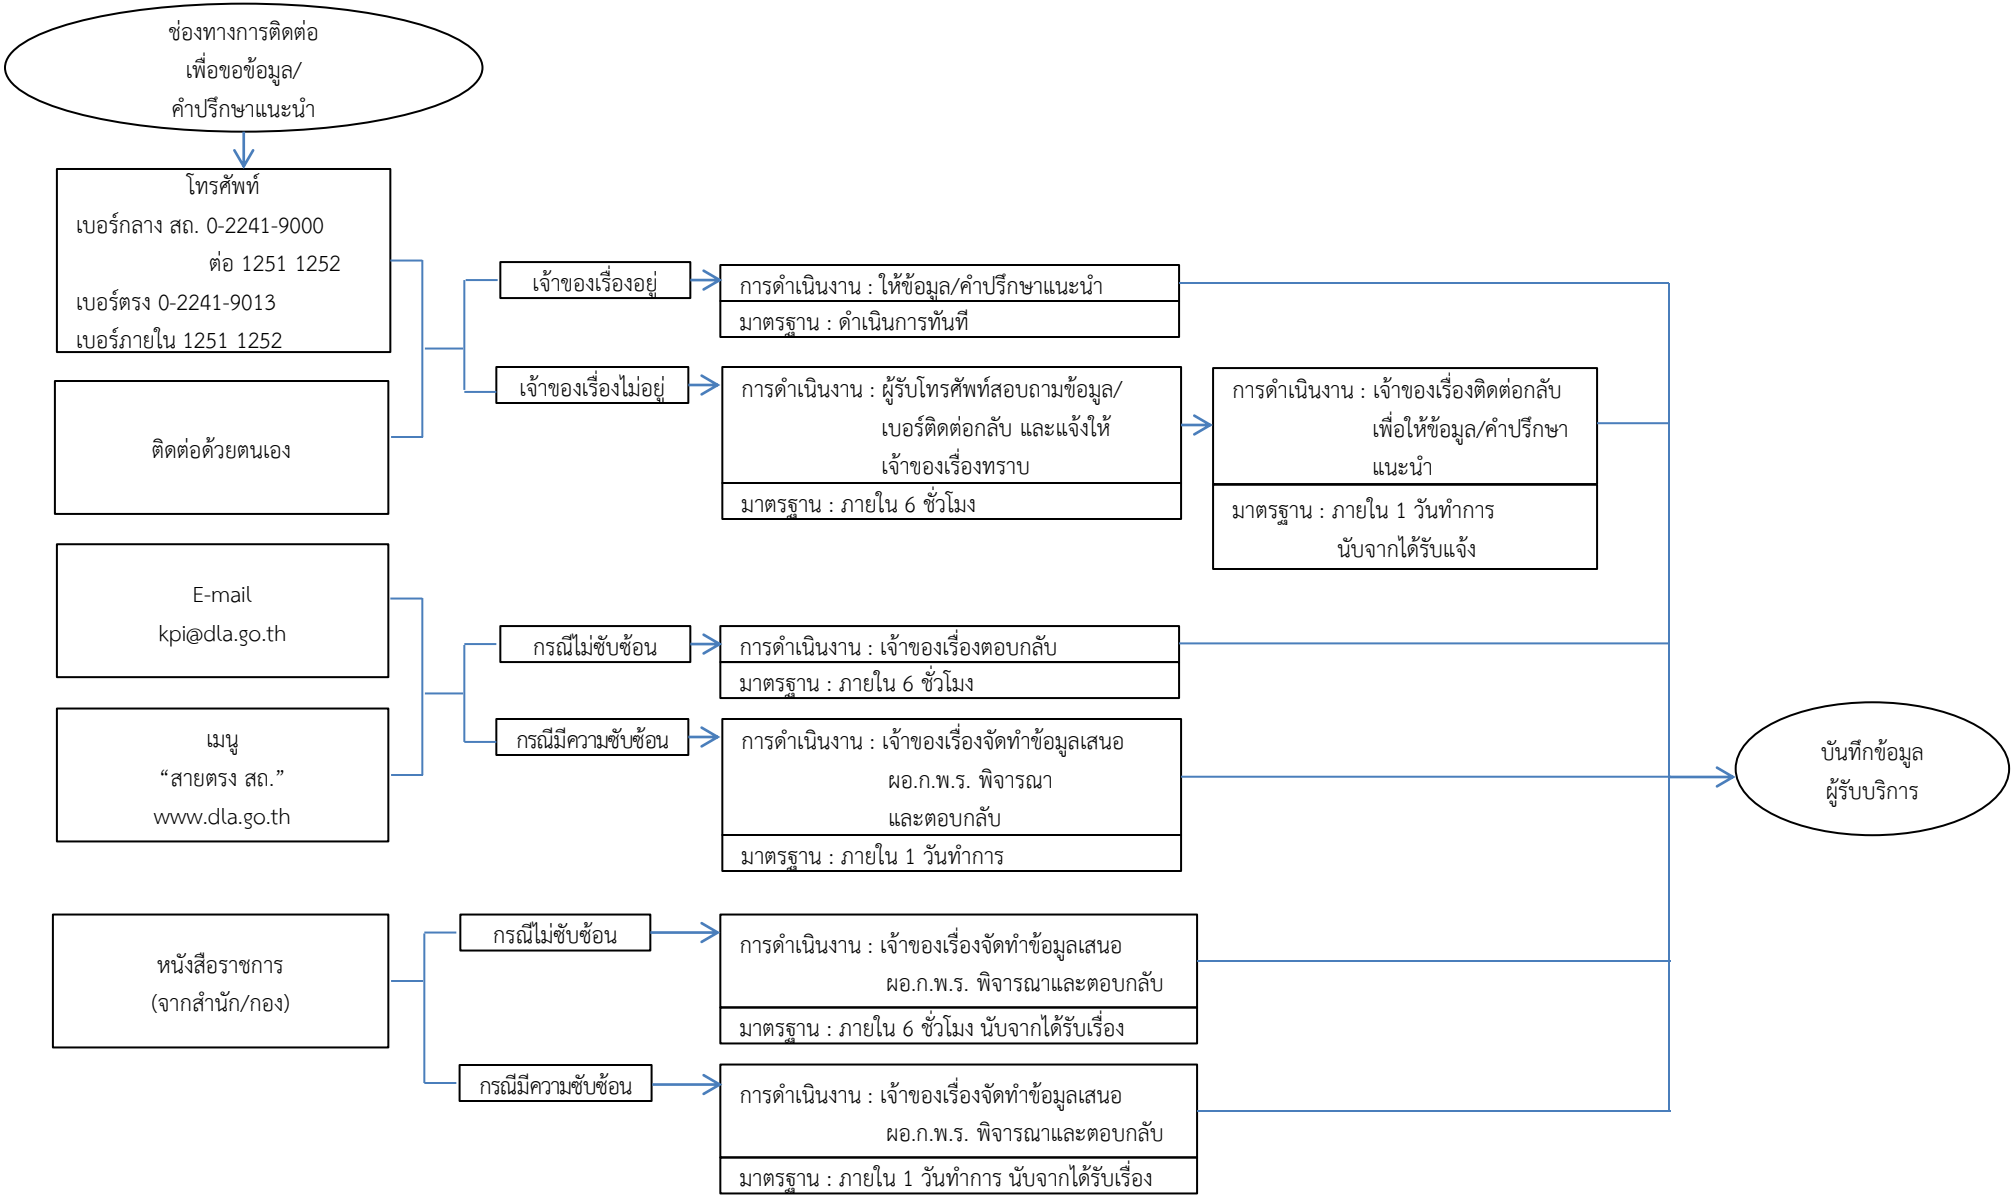 ช่องทางการติดต่อ
เพื่อขอข้อมูล/
คำปรึกษาแนะนำ
โทรศัพท์
เบอร์กลาง สถ. 0-2241-9000
ต่อ 1251 1252
เบอร์ตรง 0-2241-9013
เบอร์ภายใน 1251 1252
ติดต่อด้วยตนเอง
เจ้าของเรื่องอยู่
การดำเนินงาน : ให้ข้อมูล/คำปรึกษาแนะนำ
มาตรฐาน : ดำเนินการทันที
เจ้าของเรื่องไม่อยู่
การดำเนินงาน : ผู้รับโทรศัพท์สอบถามข้อมูล/
เบอร์ติดต่อกลับ และแจ้งให้
เจ้าของเรื่องทราบ
มาตรฐาน : ภายใน 6 ชั่วโมง
การดำเนินงาน : เจ้าของเรื่องติดต่อกลับ
เพื่อให้ข้อมูล/คำปรึกษา
แนะนำ
มาตรฐาน : ภายใน 1 วันทำการ
นับจากได้รับแจ้ง
E-mail
kpi@dla.go.th
เมนู
“สายตรง สถ.”
www.dla.go.th
กรณีไม่ซับซ้อน
การดำเนินงาน : เจ้าของเรื่องตอบกลับ
มาตรฐาน : ภายใน 6 ชั่วโมง
กรณีมีความซับซ้อน
การดำเนินงาน : เจ้าของเรื่องจัดทำข้อมูลเสนอ
ผอ.ก.พ.ร. พิจารณา
และตอบกลับ
มาตรฐาน : ภายใน 1 วันทำการ
หนังสือราชการ
(จากสำนัก/กอง)
กรณีไม่ซับซ้อน
การดำเนินงาน : เจ้าของเรื่องจัดทำข้อมูลเสนอ
ผอ.ก.พ.ร. พิจารณาและตอบกลับ
มาตรฐาน : ภายใน 6 ชั่วโมง นับจากได้รับเรื่อง
กรณีมีความซับซ้อน
การดำเนินงาน : เจ้าของเรื่องจัดทำข้อมูลเสนอ
ผอ.ก.พ.ร. พิจารณาและตอบกลับ
มาตรฐาน : ภายใน 1 วันทำการ นับจากได้รับเรื่อง
บันทึกข้อมูล
ผู้รับบริการ